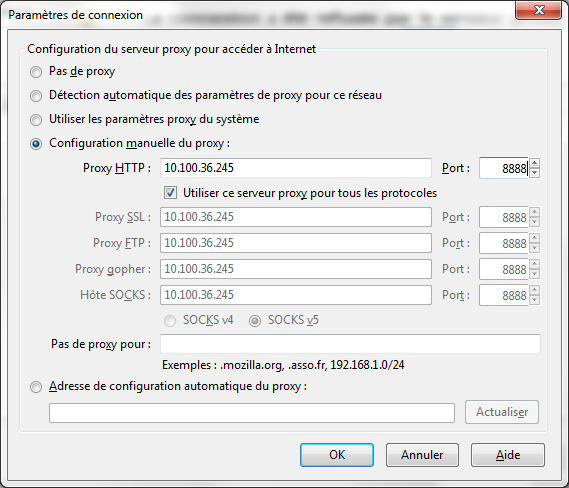 Paramètres de connexion
Configuration du serveur proxy pour accéder à Internet
Pas de proxy
Détection automatique des paramètres de proxy pour ce réseau
Utiliser les paramètres proxy du système
Configuration manuelle du proxy :
Proxy HTTP : 10.100.36.245 Port : 8888
Utiliser ce serveur proxy pour tous les protocoles
Proxy SSL : 10.100.36.245 Port : 8888
Proxy FTP : 10.100.36.245 Port : 8888
Proxy gopher : 10.100.36.245 Port : 8888
Hôte SOCKS : 10.100.36.245 Port : 8888
SOCKS v4 SOCKS v5
Pas de proxy pour :
Exemples : .mozilla.org, .asso.fr, 192.168.1.0/24
Adresse de configuration automatique du proxy :
Actualiser
OK Annuler Aide